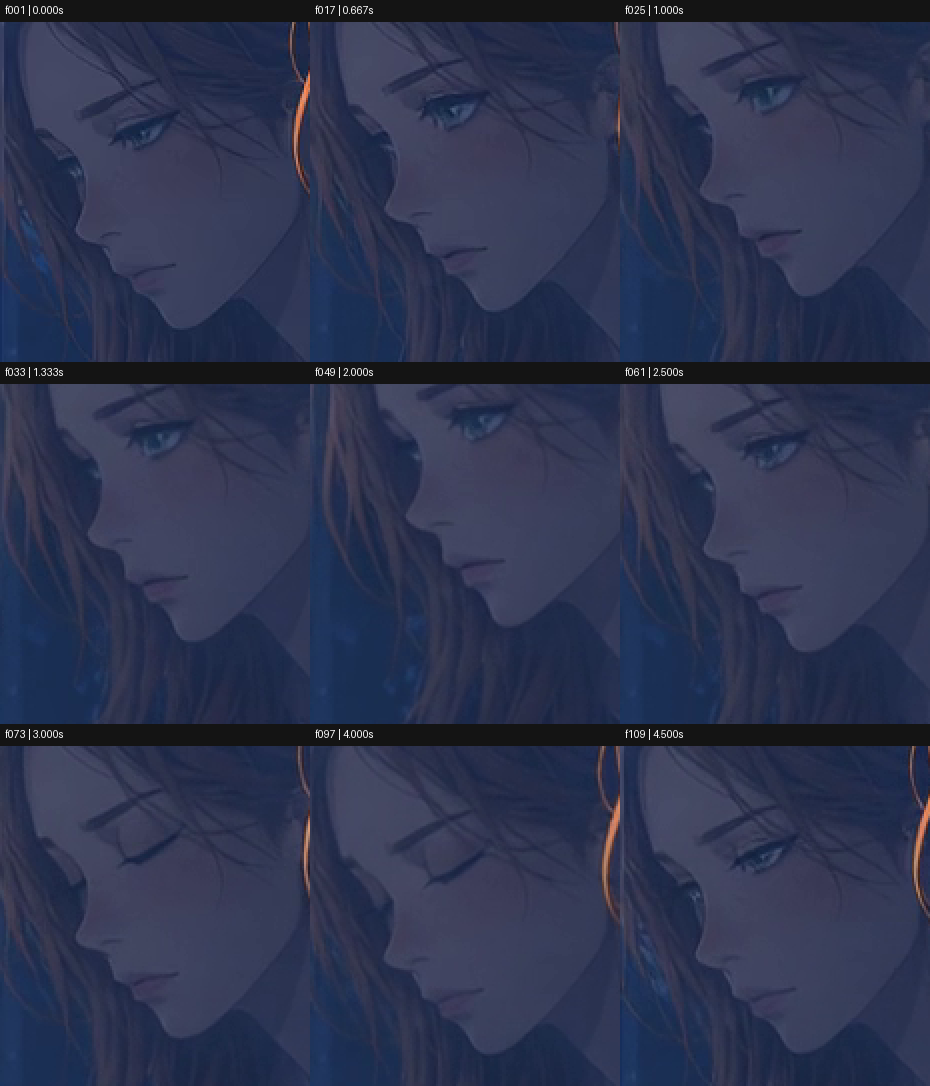 f001 | 0.000s
f017 | 0.667s
f025 | 1.000s
f033 | 1.333s
f049 | 2.000s
f061 | 2.500s
f073 | 3.000s
f097 | 4.000s
f109 | 4.500s